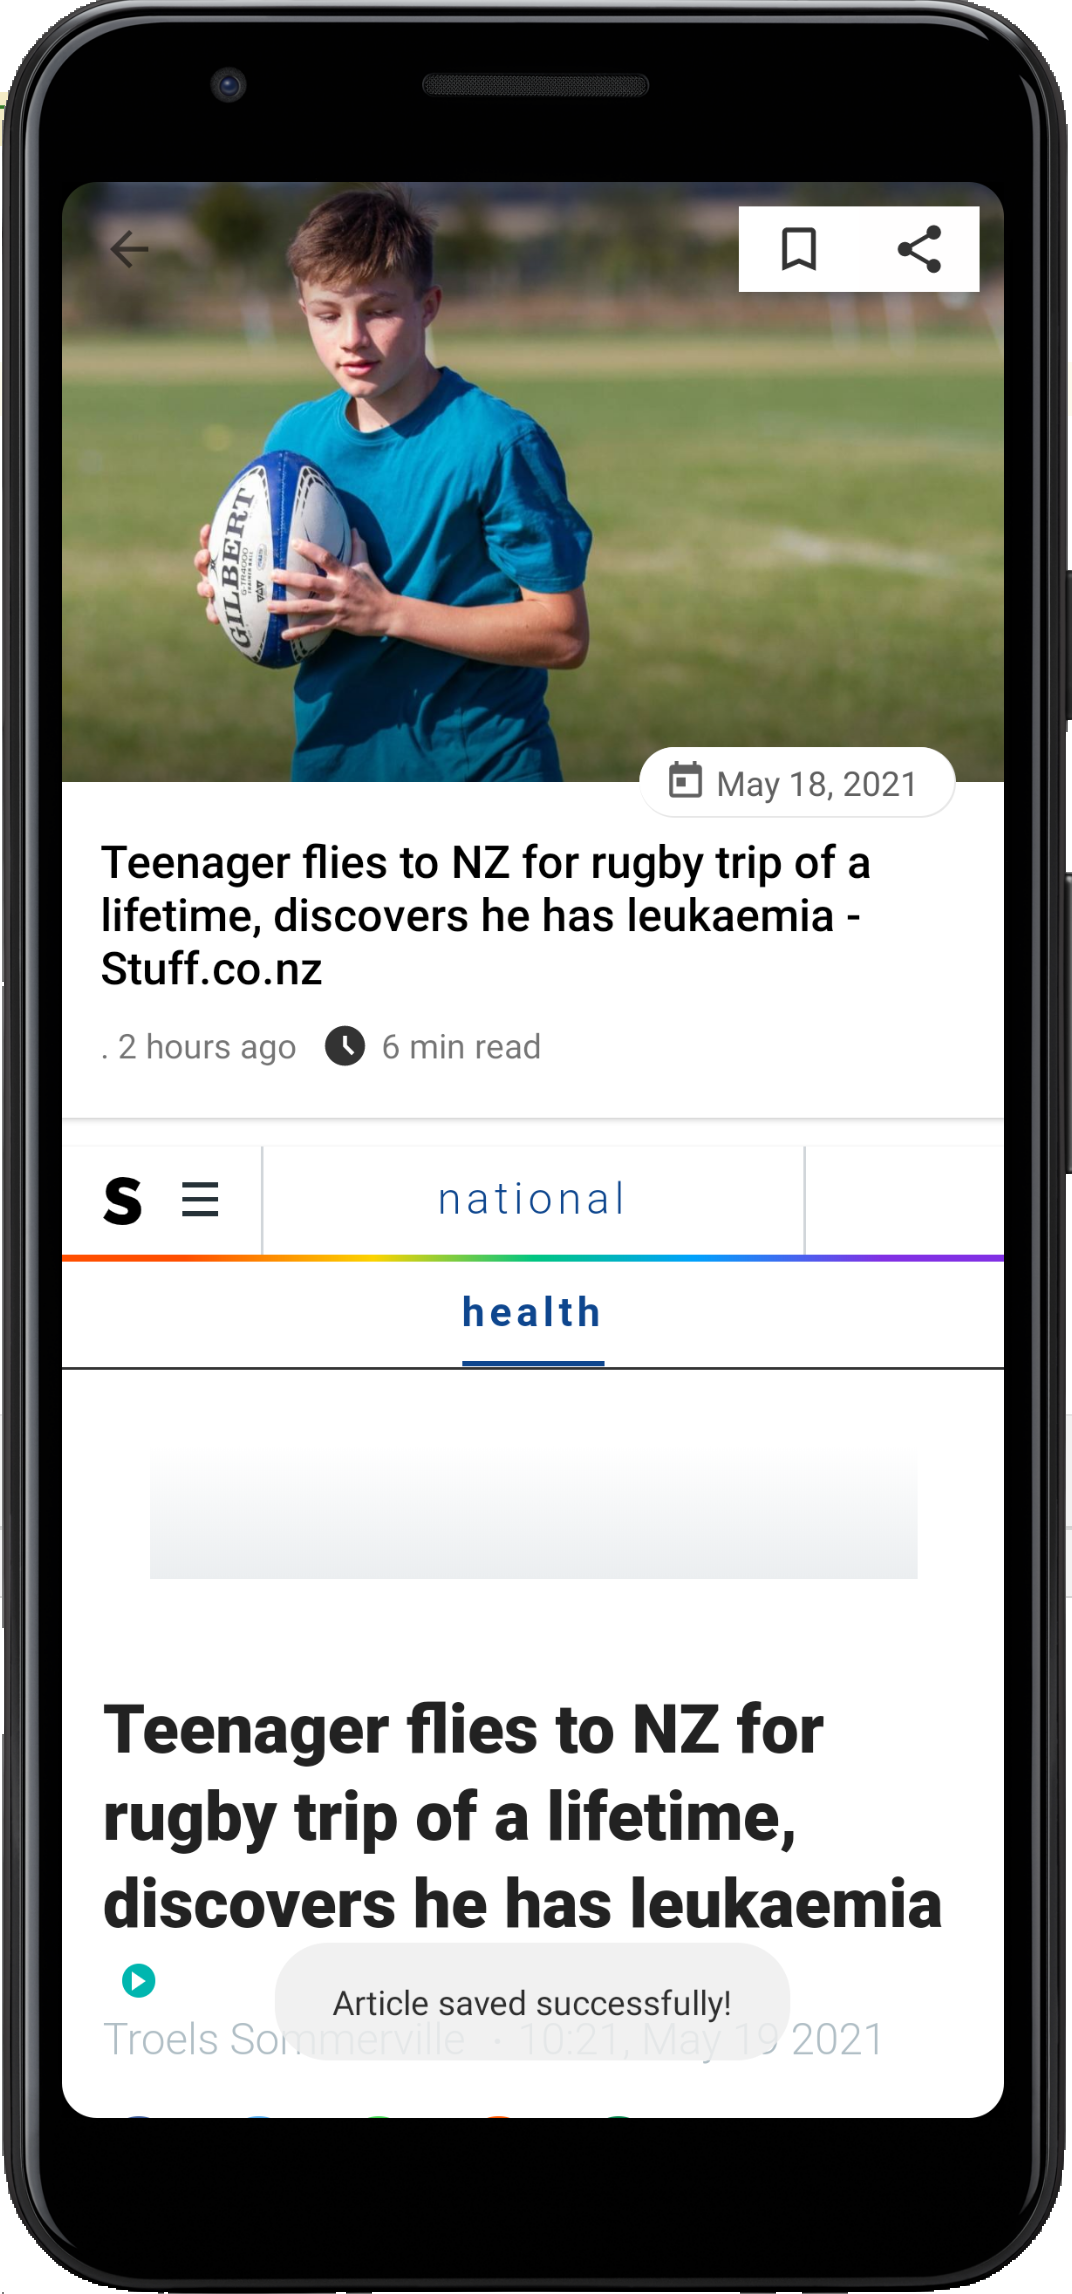 GILBERT
G-TR4000
May 18, 2021
Teenager flies to NZ for rugby trip of a
lifetime, discovers he has leukaemia -
Stuff.co.nz
. 2 hours ago 6 min read
S national
health
Teenager flies to NZ for
rugby trip of a lifetime,
discovers he has leukaemia
Article saved successfully!
Troels Sommerville · 10:21, May 19 2021